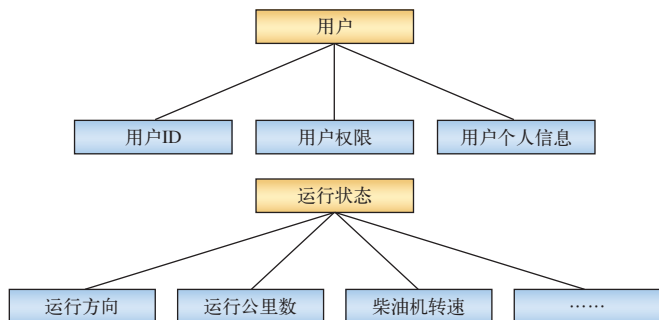 用户
用户ID
用户权限
用户个人信息
运行状态
运行方向
运行公里数
柴油机转速
……